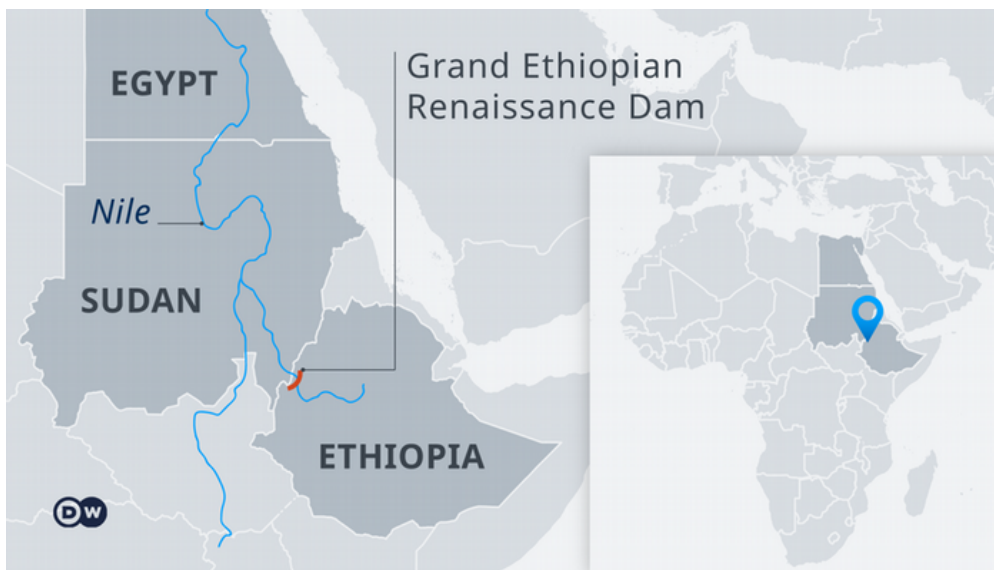 EGYPT
Grand Ethiopian
Renaissance Dam
Nile
SUDAN
ETHIOPIA
DW